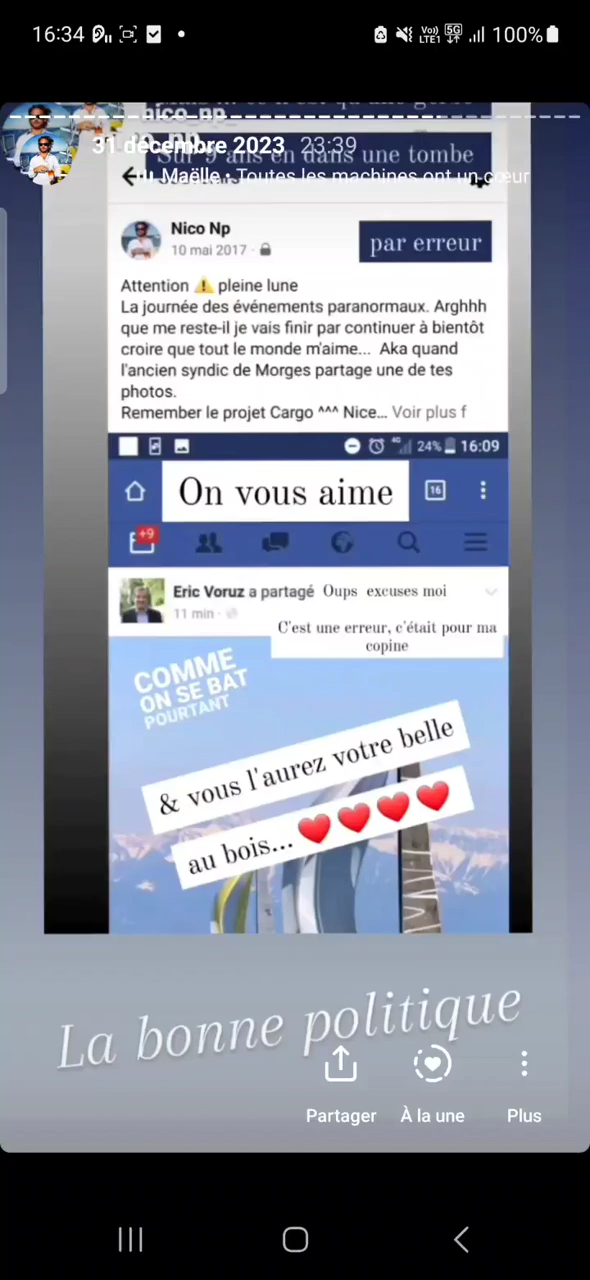 16:34
Vo) 5G
LTE1
100%
nico_np_
31 décembre 2023 23:39
Sur 9 ans en dans une tombe
Maëlle • Toutes les machines ont un cœur
Nico Np
10 mai 2017
par erreur
Attention ⚠️ pleine lune
La journée des événements paranormaux. Arghhh
que me reste-il je vais finir par continuer à bientôt
croire que tout le monde m'aime... Aka quand
l'ancien syndic de Morges partage une de tes
photos.
Remember le projet Cargo ^^^ Nice... Voir plus f
4G 24% 16:09
On vous aime
16
+9
Eric Voruz a partagé Oups excuses moi
11 min
C'est une erreur, c'était pour ma
copine
COMME
ON SE BAT
POURTANT
& vous l'aurez votre belle
au bois... ❤️❤️❤️❤️
La bonne politique
Partager À la une Plus